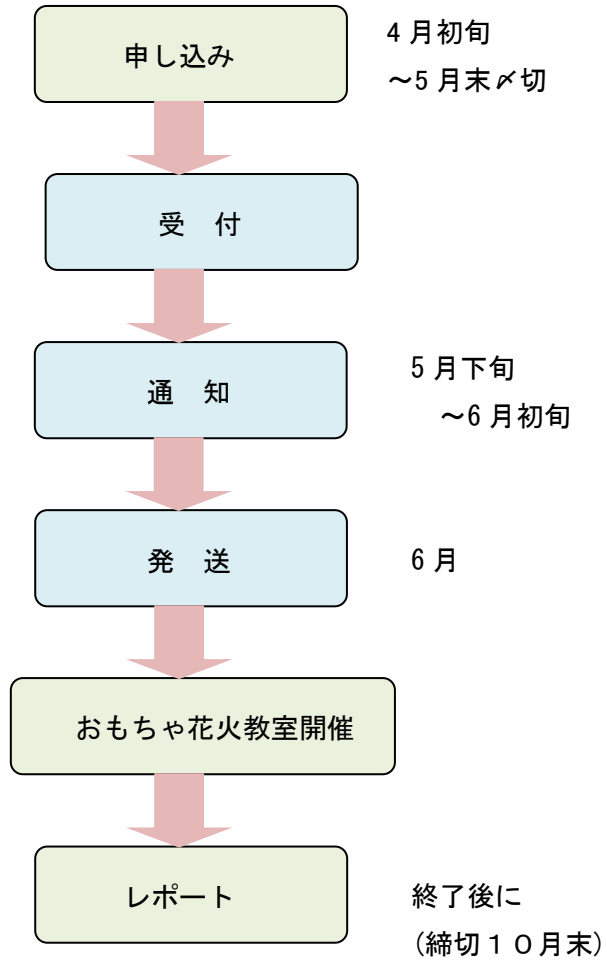 申し込み
4月初旬
～5月末〆切
受　付
通　知
5月下旬
～6月初旬
発　送
6月
おもちゃ花火教室開催
レポート
終了後に
(締切１０月末)